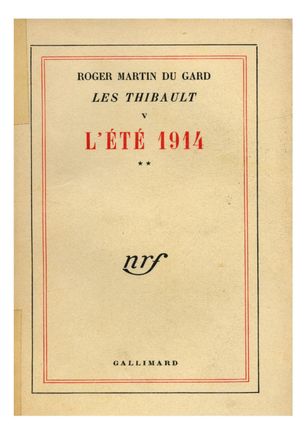 ROGER MARTIN DU GARD
LES THIBAULT
V
L'ÉTÉ 1914
**
nrf
GALLIMARD